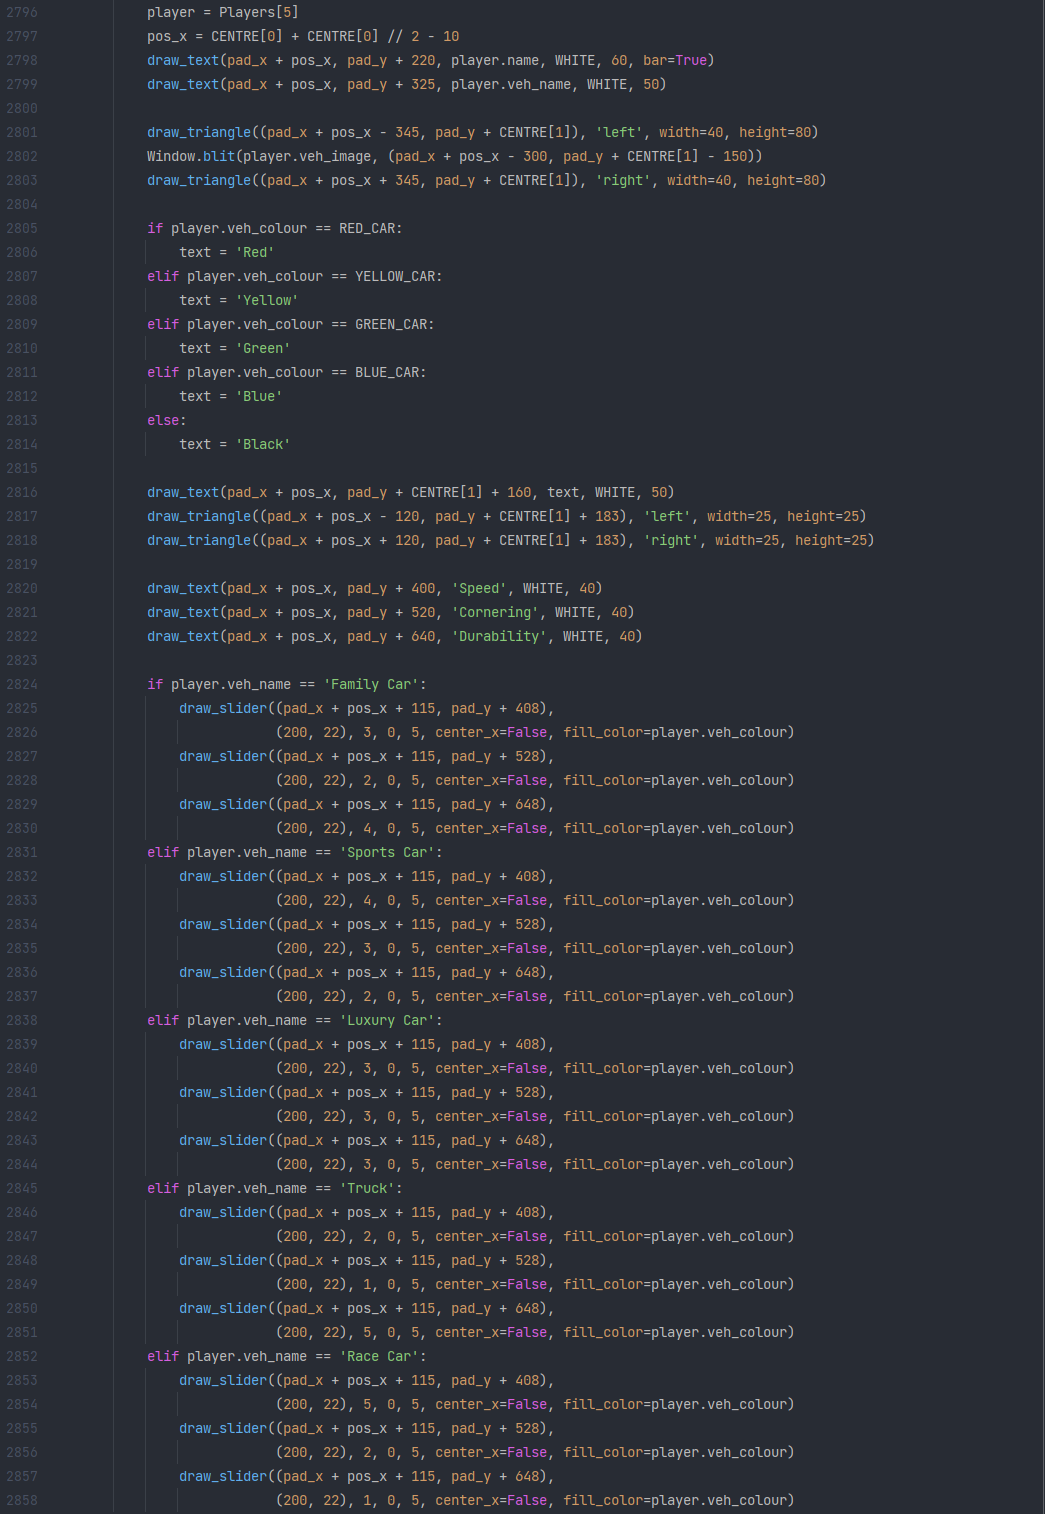 2796 player = Players[5]
2797 pos_x = CENTRE[0] + CENTRE[0] // 2 - 10
2798 draw_text(pad_x + pos_x, pad_y + 220, player.name, WHITE, 60, bar=True)
2799 draw_text(pad_x + pos_x, pad_y + 325, player.veh_name, WHITE, 50)
2800
2801 draw_triangle((pad_x + pos_x - 345, pad_y + CENTRE[1]), 'left', width=40, height=80)
2802 Window.blit(player.veh_image, (pad_x + pos_x - 300, pad_y + CENTRE[1] - 150))
2803 draw_triangle((pad_x + pos_x + 345, pad_y + CENTRE[1]), 'right', width=40, height=80)
2804
2805 if player.veh_colour == RED_CAR:
2806 text = 'Red'
2807 elif player.veh_colour == YELLOW_CAR:
2808 text = 'Yellow'
2809 elif player.veh_colour == GREEN_CAR:
2810 text = 'Green'
2811 elif player.veh_colour == BLUE_CAR:
2812 text = 'Blue'
2813 else:
2814 text = 'Black'
2815
2816 draw_text(pad_x + pos_x, pad_y + CENTRE[1] + 160, text, WHITE, 50)
2817 draw_triangle((pad_x + pos_x - 120, pad_y + CENTRE[1] + 183), 'left', width=25, height=25)
2818 draw_triangle((pad_x + pos_x + 120, pad_y + CENTRE[1] + 183), 'right', width=25, height=25)
2819
2820 draw_text(pad_x + pos_x, pad_y + 400, 'Speed', WHITE, 40)
2821 draw_text(pad_x + pos_x, pad_y + 520, 'Cornering', WHITE, 40)
2822 draw_text(pad_x + pos_x, pad_y + 640, 'Durability', WHITE, 40)
2823
2824 if player.veh_name == 'Family Car':
2825 draw_slider((pad_x + pos_x + 115, pad_y + 408),
2826 (200, 22), 3, 0, 5, center_x=False, fill_color=player.veh_colour)
2827 draw_slider((pad_x + pos_x + 115, pad_y + 528),
2828 (200, 22), 2, 0, 5, center_x=False, fill_color=player.veh_colour)
2829 draw_slider((pad_x + pos_x + 115, pad_y + 648),
2830 (200, 22), 4, 0, 5, center_x=False, fill_color=player.veh_colour)
2831 elif player.veh_name == 'Sports Car':
2832 draw_slider((pad_x + pos_x + 115, pad_y + 408),
2833 (200, 22), 4, 0, 5, center_x=False, fill_color=player.veh_colour)
2834 draw_slider((pad_x + pos_x + 115, pad_y + 528),
2835 (200, 22), 3, 0, 5, center_x=False, fill_color=player.veh_colour)
2836 draw_slider((pad_x + pos_x + 115, pad_y + 648),
2837 (200, 22), 2, 0, 5, center_x=False, fill_color=player.veh_colour)
2838 elif player.veh_name == 'Luxury Car':
2839 draw_slider((pad_x + pos_x + 115, pad_y + 408),
2840 (200, 22), 3, 0, 5, center_x=False, fill_color=player.veh_colour)
2841 draw_slider((pad_x + pos_x + 115, pad_y + 528),
2842 (200, 22), 3, 0, 5, center_x=False, fill_color=player.veh_colour)
2843 draw_slider((pad_x + pos_x + 115, pad_y + 648),
2844 (200, 22), 3, 0, 5, center_x=False, fill_color=player.veh_colour)
2845 elif player.veh_name == 'Truck':
2846 draw_slider((pad_x + pos_x + 115, pad_y + 408),
2847 (200, 22), 2, 0, 5, center_x=False, fill_color=player.veh_colour)
2848 draw_slider((pad_x + pos_x + 115, pad_y + 528),
2849 (200, 22), 1, 0, 5, center_x=False, fill_color=player.veh_colour)
2850 draw_slider((pad_x + pos_x + 115, pad_y + 648),
2851 (200, 22), 5, 0, 5, center_x=False, fill_color=player.veh_colour)
2852 elif player.veh_name == 'Race Car':
2853 draw_slider((pad_x + pos_x + 115, pad_y + 408),
2854 (200, 22), 5, 0, 5, center_x=False, fill_color=player.veh_colour)
2855 draw_slider((pad_x + pos_x + 115, pad_y + 528),
2856 (200, 22), 2, 0, 5, center_x=False, fill_color=player.veh_colour)
2857 draw_slider((pad_x + pos_x + 115, pad_y + 648),
2858 (200, 22), 1, 0, 5, center_x=False, fill_color=player.veh_colour)